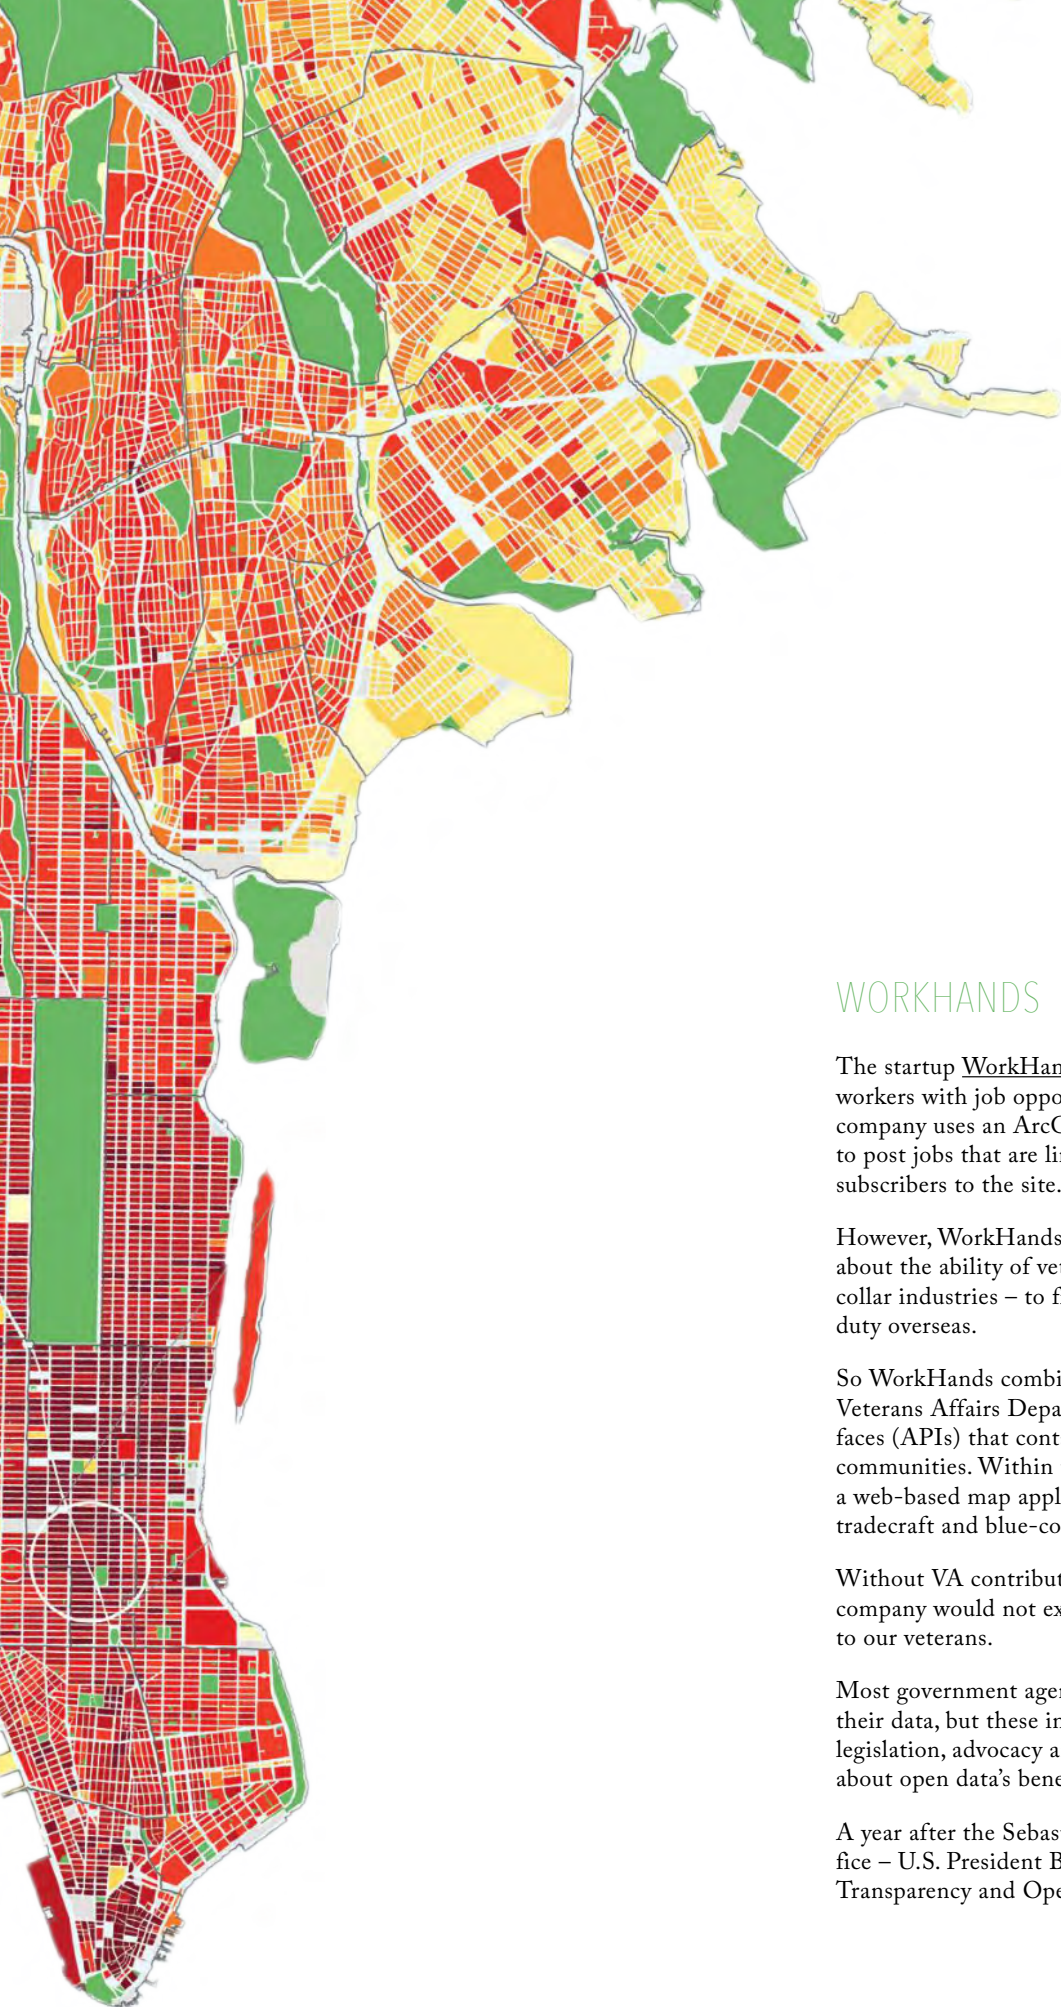 WORKHANDS
The startup WorkHan
workers with job oppo
company uses an ArcG
to post jobs that are li
subscribers to the site.
However, WorkHands
about the ability of vet
collar industries – to fi
duty overseas.
So WorkHands combi
Veterans Affairs Depa
faces (APIs) that cont
communities. Within
a web-based map appl
tradecraft and blue-co
Without VA contribut
company would not ex
to our veterans.
Most government agen
their data, but these in
legislation, advocacy a
about open data’s bene
A year after the Sebast
fice – U.S. President B
Transparency and Ope